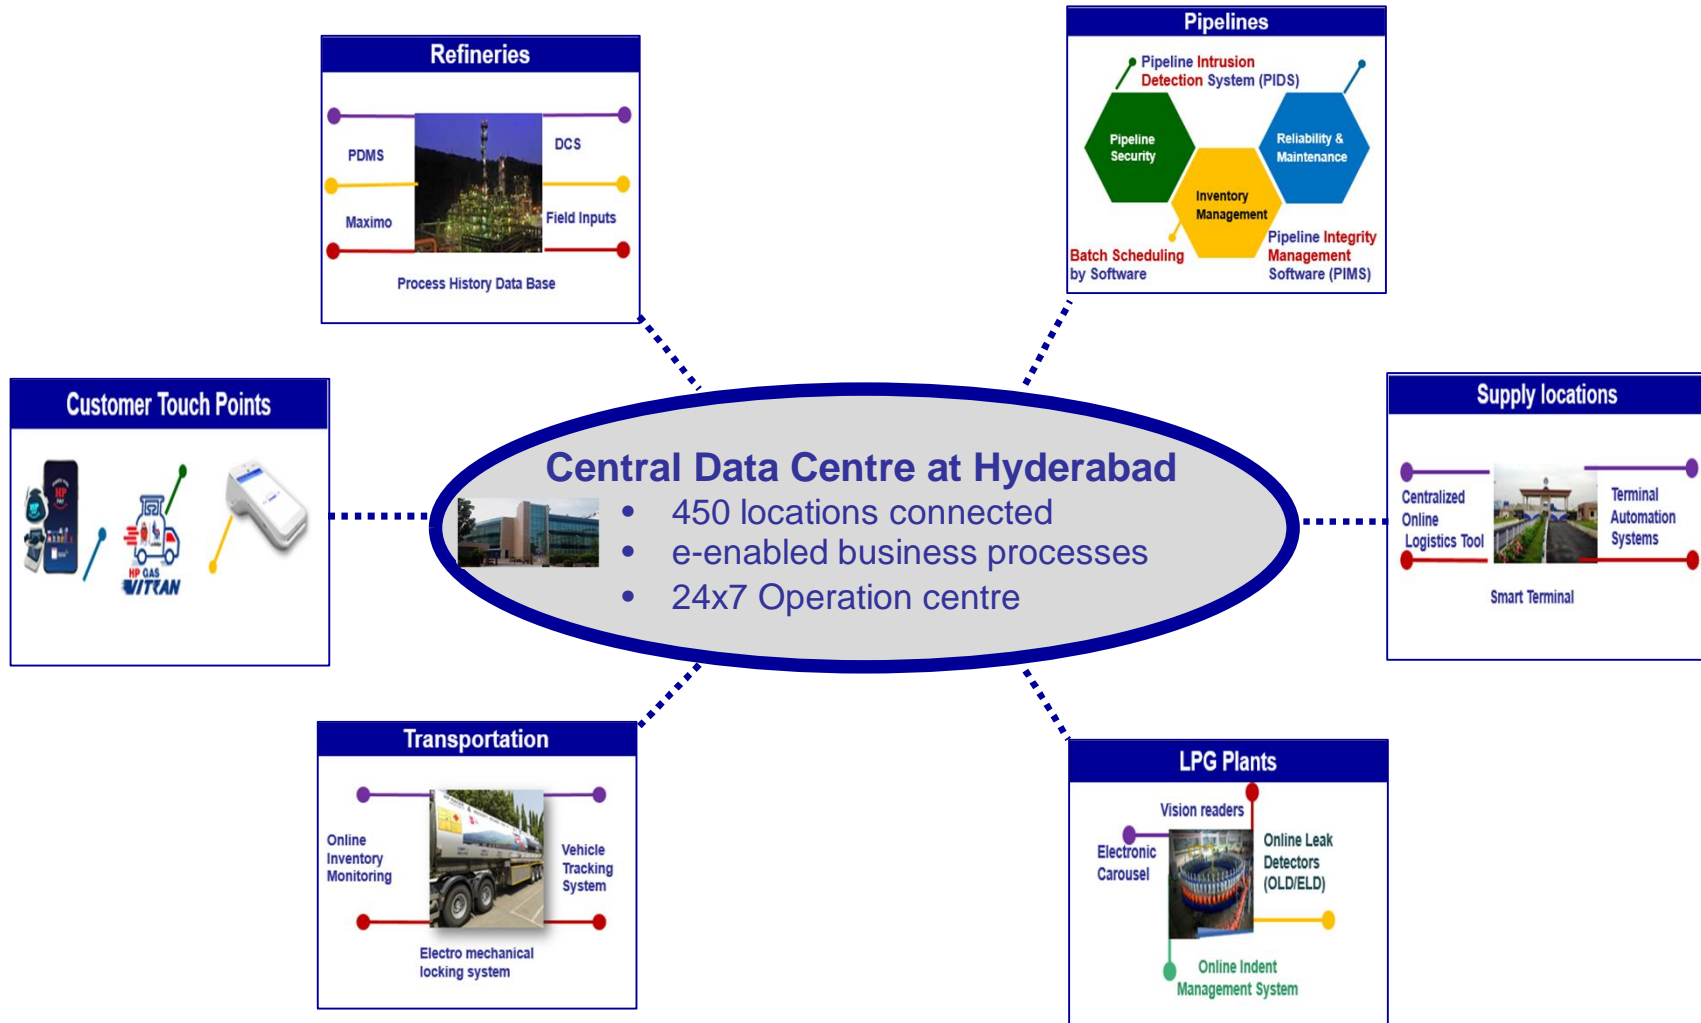 Refineries
PDMS
DCS
Maximo
Field Inputs
Process History Data Base
Pipelines
Pipeline Intrusion
Detection System (PIDS)
Pipeline
Security
Reliability &
Maintenance
Inventory
Management
Batch Scheduling
by Software
Pipeline Integrity
Management
Software (PIMS)
Customer Touch Points
HP
PAY
HP GAS
VITRAN
Central Data Centre at Hyderabad
• 450 locations connected
• e-enabled business processes
• 24x7 Operation centre
Supply locations
Centralized
Online
Logistics Tool
Terminal
Automation
Systems
Smart Terminal
Transportation
Online
Inventory
Monitoring
Vehicle
Tracking
System
Electro mechanical
locking system
LPG Plants
Vision readers
Electronic
Carousel
Online Leak
Detectors
(OLD/ELD)
Online Indent
Management System